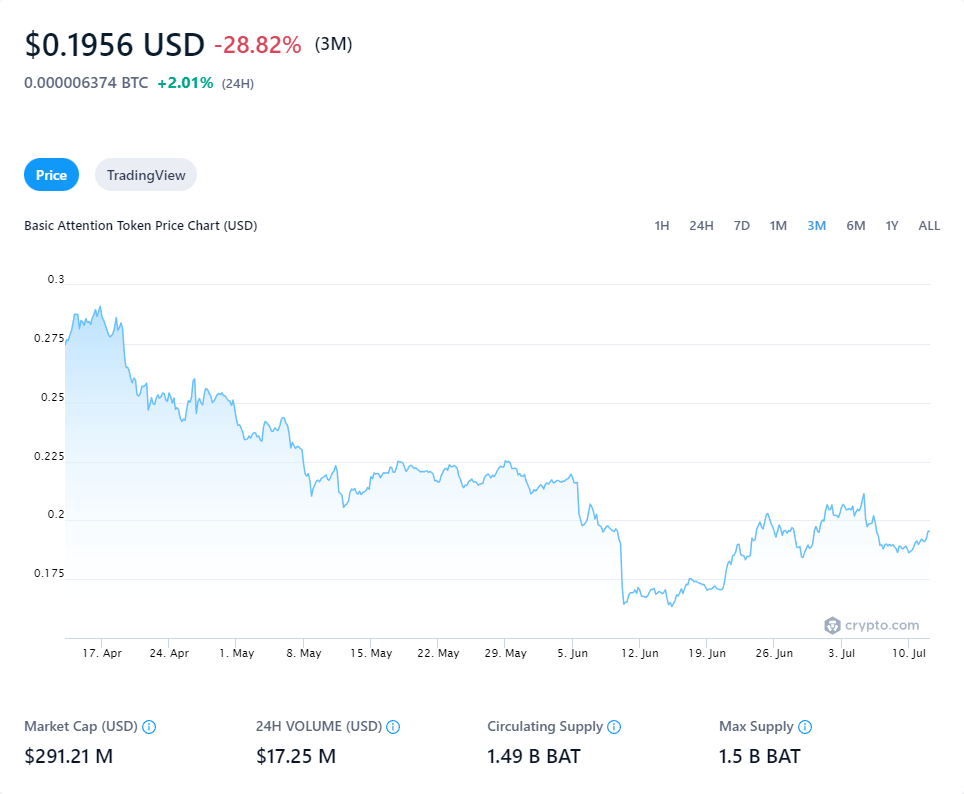 $0.1956 USD -28.82% (3M)
0.000006374 BTC +2.01% (24H)
Price TradingView
Basic Attention Token Price Chart (USD) 1H 24H 7D 1M 3M 6M 1Y ALL
0.3
0.275
0.25
0.225
0.2
0.175
crypto.com
17. Apr 24. Apr 1. May 8. May 15. May 22. May 29. May 5. Jun 12. Jun 19. Jun 26. Jun 3. Jul 10. Jul
Market Cap (USD) 24H VOLUME (USD) Circulating Supply Max Supply
$291.21 M $17.25 M 1.49 B BAT 1.5 B BAT